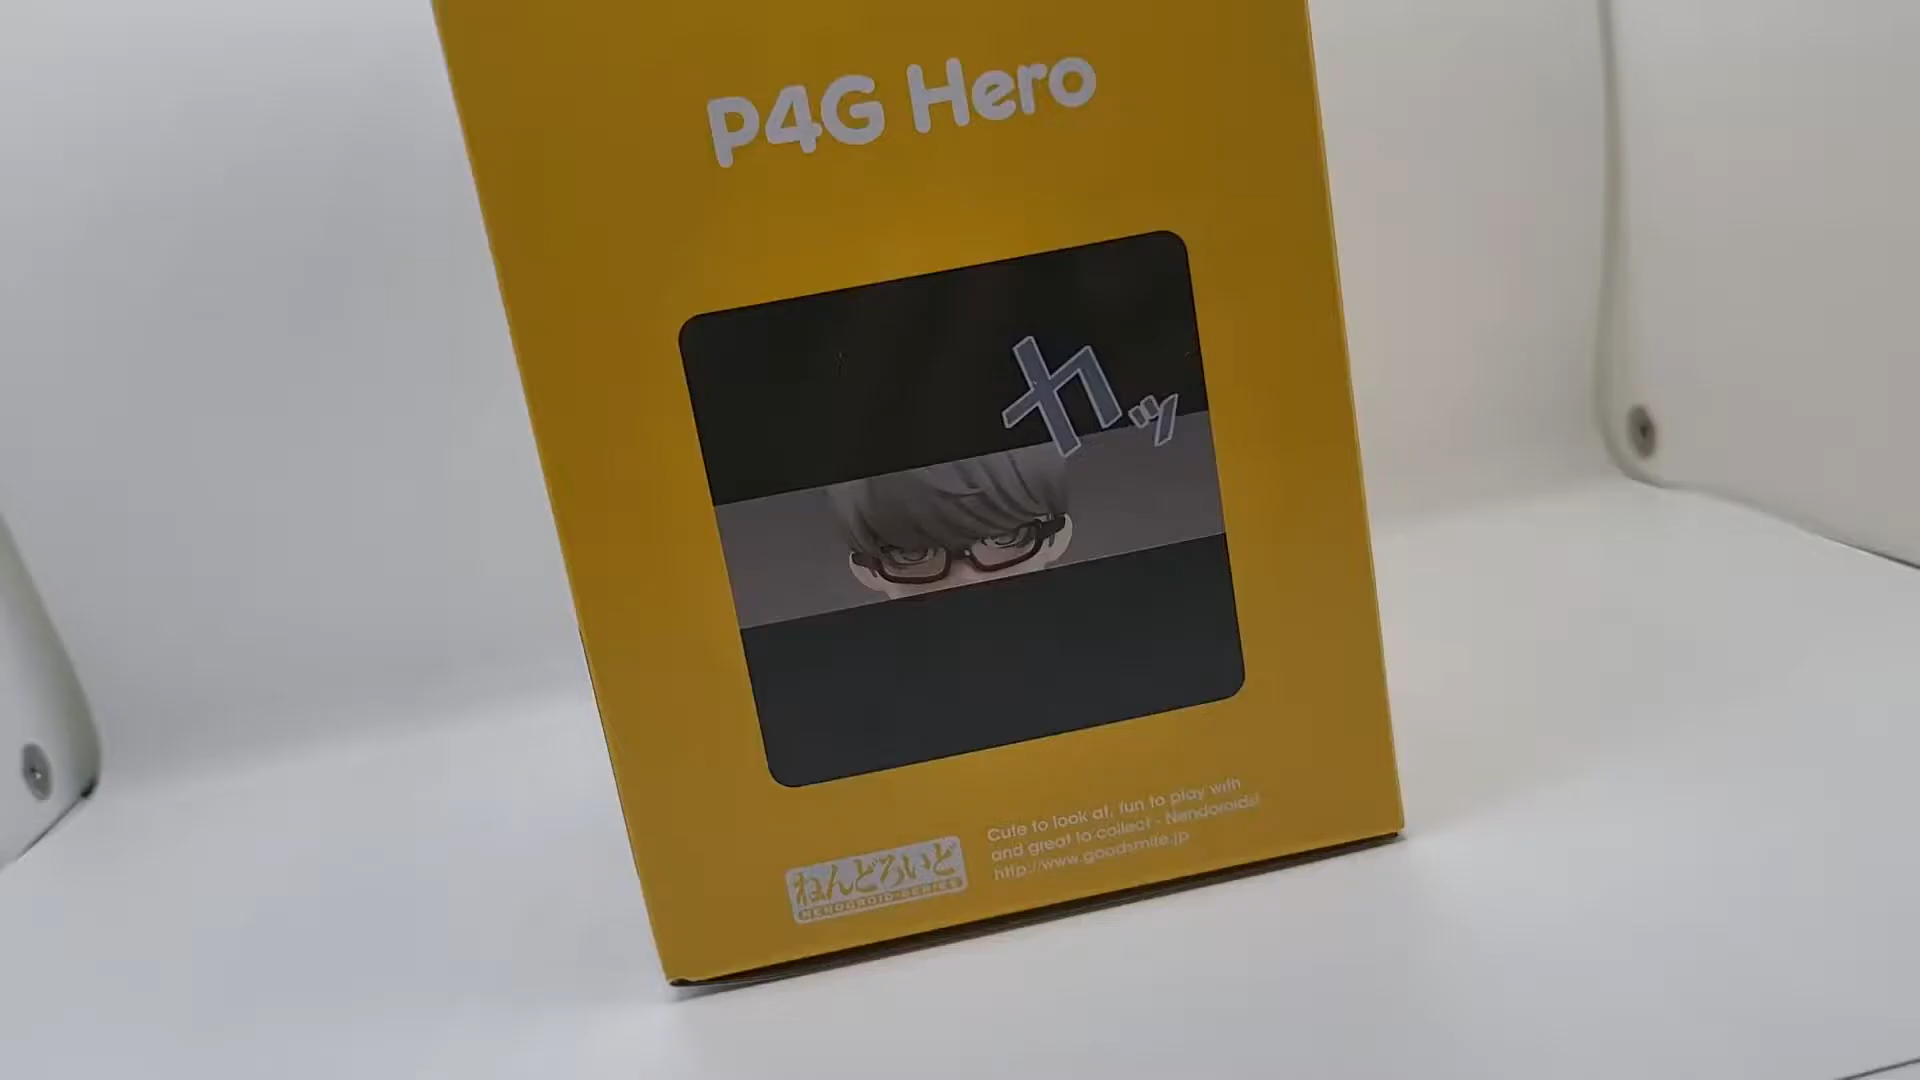 P4G Hero
カッ
Cute to look at, fun to play with
and great to collect - Nendoroids!
http://www.goodsmile.jp
ねんどろいど
NENDOROID SERIES